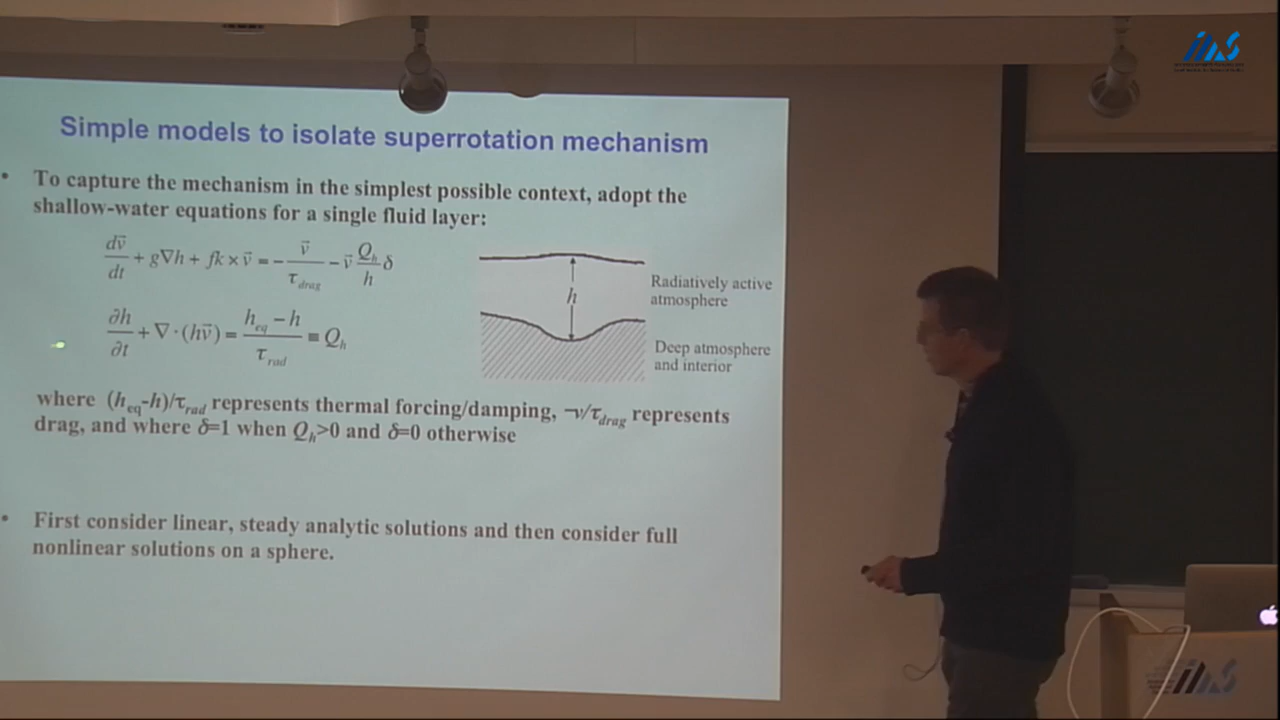 Simple models to isolate superrotation mechanism
• To capture the mechanism in the simplest possible context, adopt the
shallow-water equations for a single fluid layer:
dv⃗/dt + g∇h + fk × v⃗ = − v⃗/τ_drag − v⃗ Q_h/h δ
∂h/∂t + ∇·(hv⃗) = (h_eq − h)/τ_rad ≡ Q_h
h
Radiatively active
atmosphere
Deep atmosphere
and interior
where (h_eq-h)/τ_rad represents thermal forcing/damping, −v/τ_drag represents
drag, and where δ=1 when Q_h>0 and δ=0 otherwise
• First consider linear, steady analytic solutions and then consider full
nonlinear solutions on a sphere.